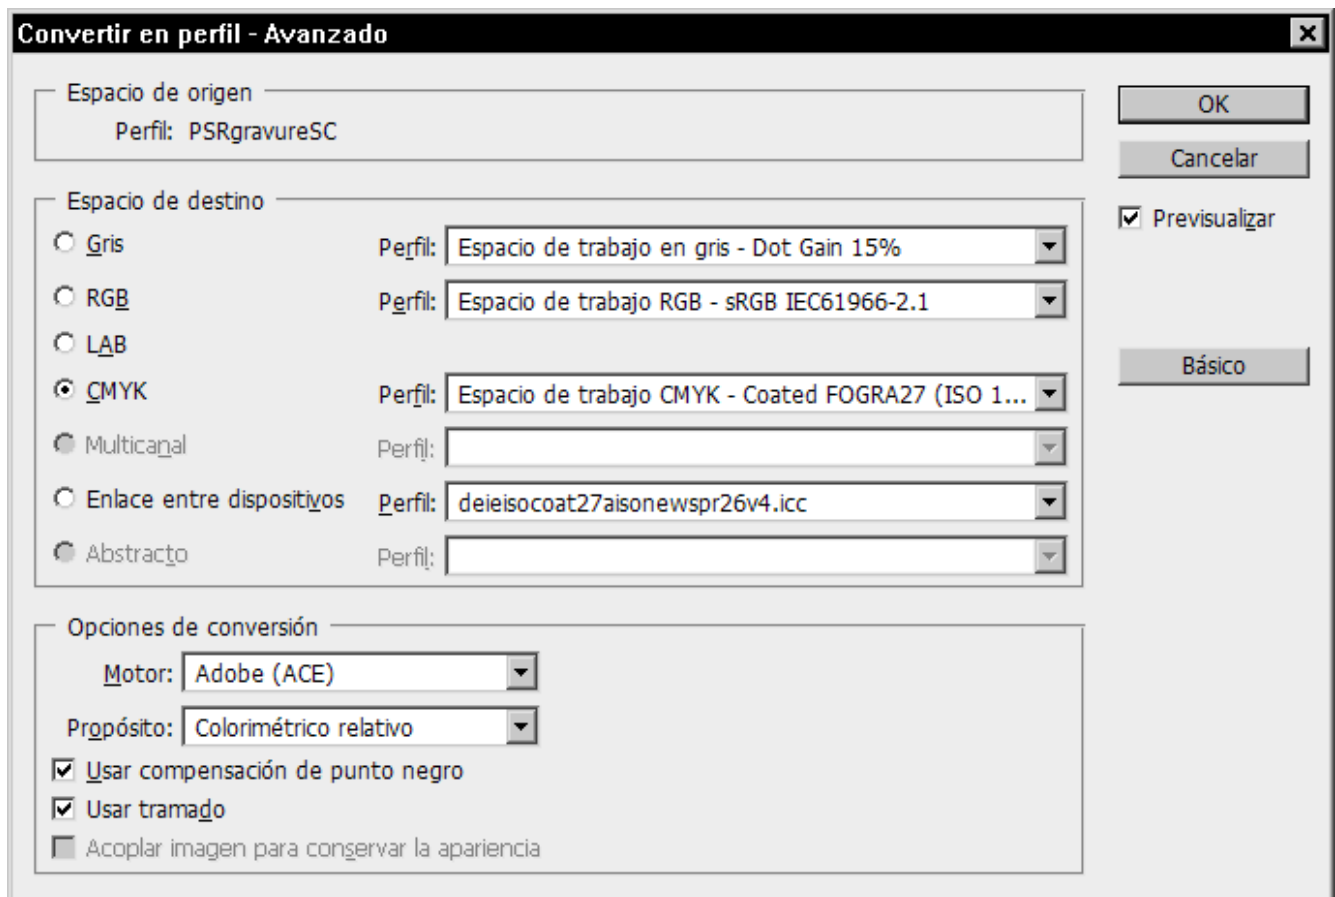 Convertir en perfil - Avanzado
Espacio de origen
Perfil: PSRgravureSC
OK
Cancelar
Previsualizar
Básico
Espacio de destino
Gris Perfil: Espacio de trabajo en gris - Dot Gain 15%
RGB Perfil: Espacio de trabajo RGB - sRGB IEC61966-2.1
LAB
CMYK Perfil: Espacio de trabajo CMYK - Coated FOGRA27 (ISO 1...
Multicanal Perfil:
Enlace entre dispositivos Perfil: deieisocoat27aisonewspr26v4.icc
Abstracto Perfil:
Opciones de conversión
Motor: Adobe (ACE)
Propósito: Colorimétrico relativo
Usar compensación de punto negro
Usar tramado
Acoplar imagen para conservar la apariencia